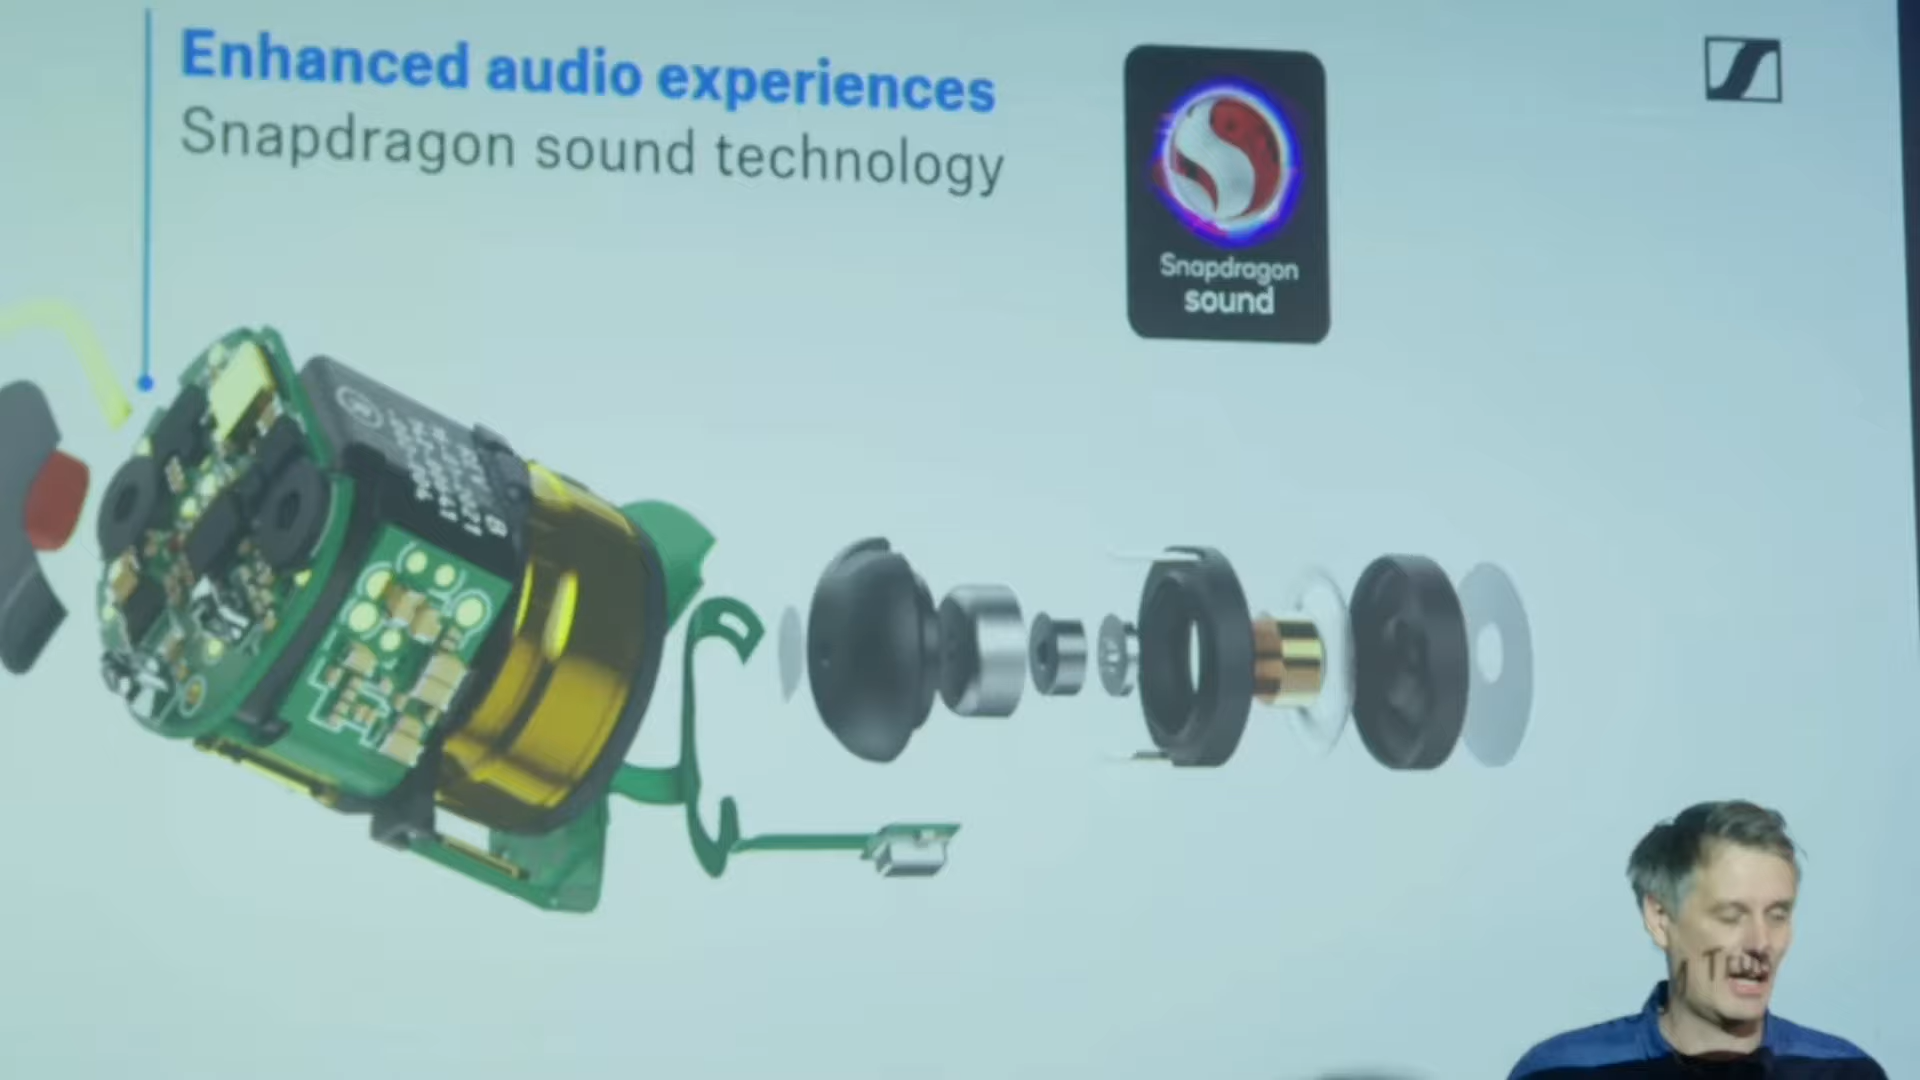 Enhanced audio experiences
Snapdragon sound technology
Snapdragon
sound